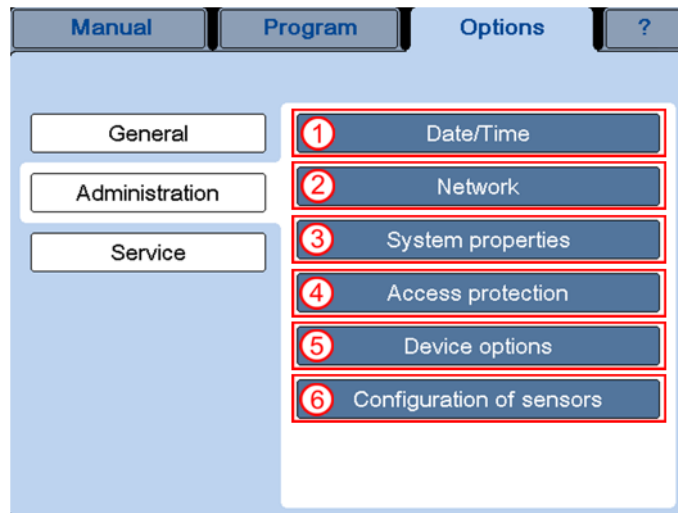 Manual Program Options ?
General
Administration
Service
1 Date/Time
2 Network
3 System properties
4 Access protection
5 Device options
6 Configuration of sensors